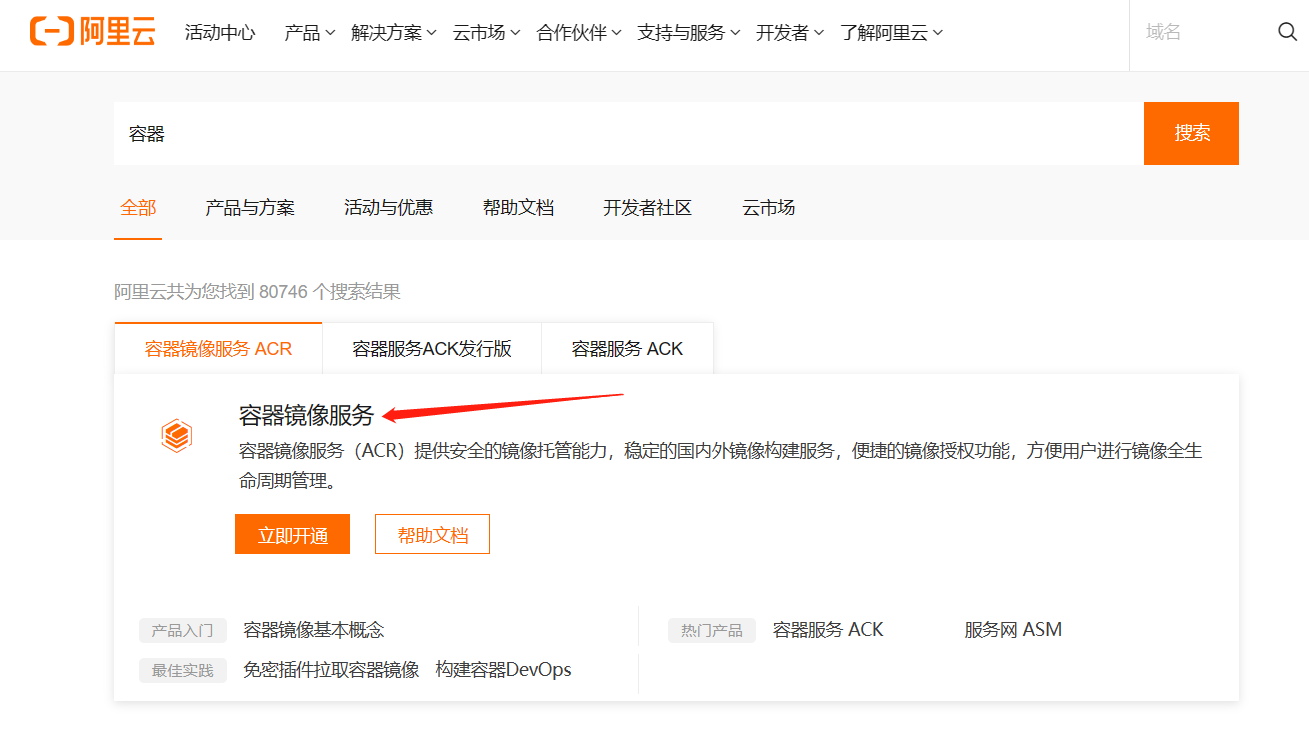 阿里云 活动中心 产品 解决方案 云市场 合作伙伴 支持与服务 开发者 了解阿里云 域名
容器 搜索
全部 产品与方案 活动与优惠 帮助文档 开发者社区 云市场
阿里云共为您找到 80746 个搜索结果
容器镜像服务 ACR 容器服务ACK发行版 容器服务 ACK
容器镜像服务
容器镜像服务（ACR）提供安全的镜像托管能力，稳定的国内外镜像构建服务，便捷的镜像授权功能，方便用户进行镜像全生
命周期管理。
立即开通 帮助文档
产品入门 容器镜像基本概念 热门产品 容器服务 ACK 服务网 ASM
最佳实践 免密插件拉取容器镜像 构建容器DevOps